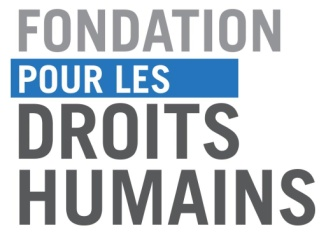 FONDATION
POUR LES
DROITS
HUMAINS